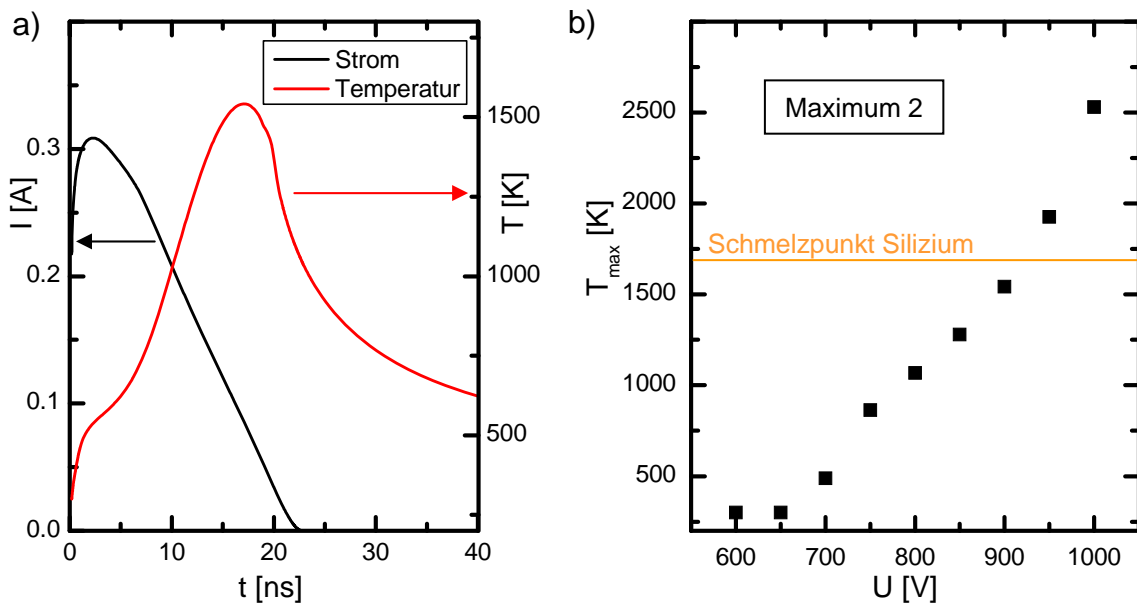 a)
Strom
Temperatur
I [A]
0.3
0.2
0.1
0.0
0
10
20
30
40
t [ns]
1500
1000
500
T [K]
b)
Maximum 2
Schmelzpunkt Silizium
T_max [K]
2500
2000
1500
1000
500
600
700
800
900
1000
U [V]